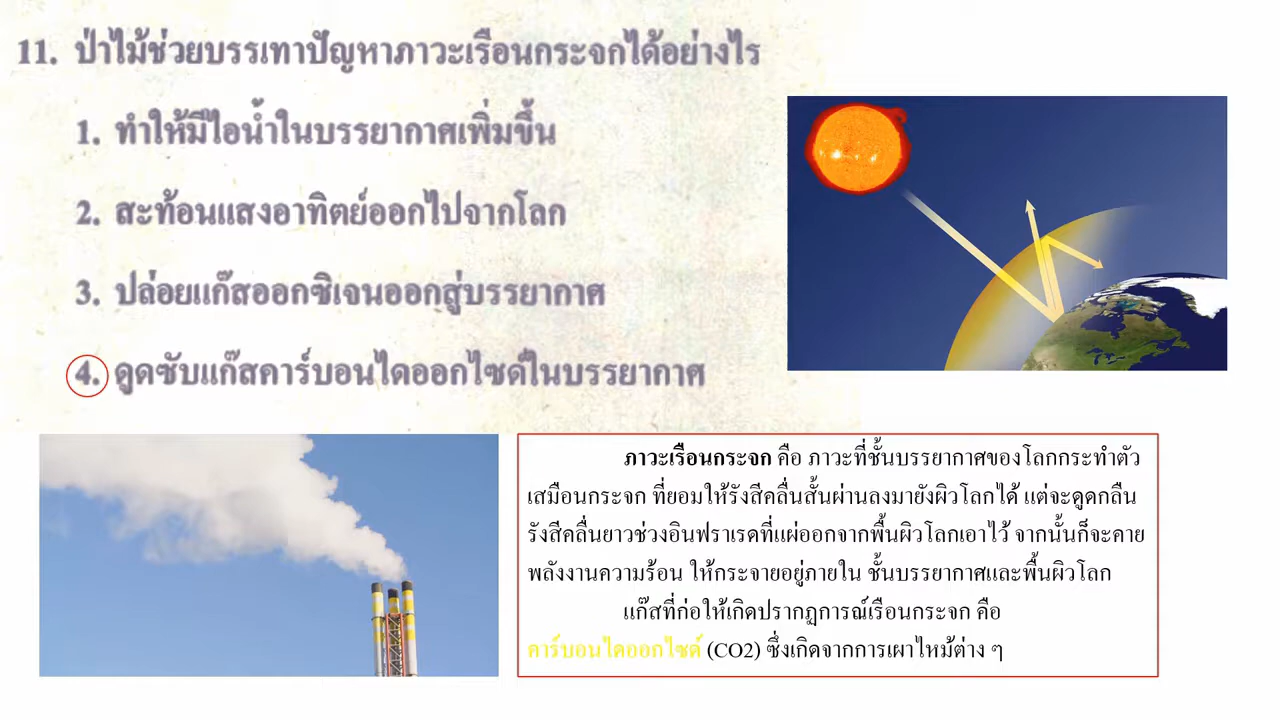 11. ป่าไม้ช่วยบรรเทาปัญหาภาวะเรือนกระจกได้อย่างไร
1. ทำให้มีไอน้ำในบรรยากาศเพิ่มขึ้น
2. สะท้อนแสงอาทิตย์ออกไปจากโลก
3. ปล่อยแก๊สออกซิเจนออกสู่บรรยากาศ
4. ดูดซับแก๊สคาร์บอนไดออกไซด์ในบรรยากาศ
ภาวะเรือนกระจก คือ ภาวะที่ชั้นบรรยากาศของโลกกระทำตัว
เสมือนกระจก ที่ยอมให้รังสีคลื่นสั้นผ่านลงมายังผิวโลกได้ แต่จะดูดกลืน
รังสีคลื่นยาวช่วงอินฟราเรดที่แผ่ออกจากพื้นผิวโลกเอาไว้ จากนั้นก็จะคาย
พลังงานความร้อน ให้กระจายอยู่ภายใน ชั้นบรรยากาศและพื้นผิวโลก
แก๊สที่ก่อให้เกิดปรากฏการณ์เรือนกระจก คือ
คาร์บอนไดออกไซด์ (CO2) ซึ่งเกิดจากการเผาไหม้ต่าง ๆ